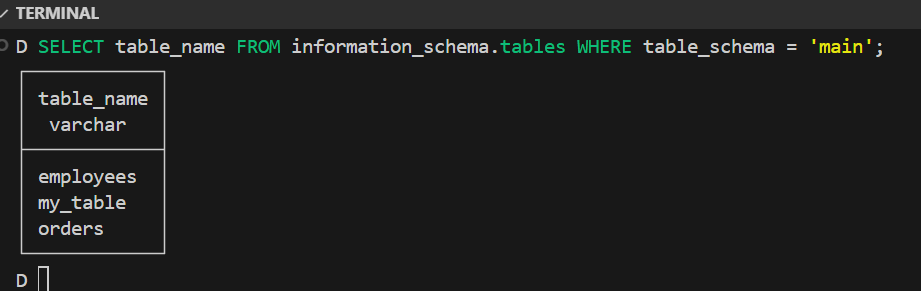 TERMINAL
D SELECT table_name FROM information_schema.tables WHERE table_schema = 'main';
table_name
varchar
employees
my_table
orders
D